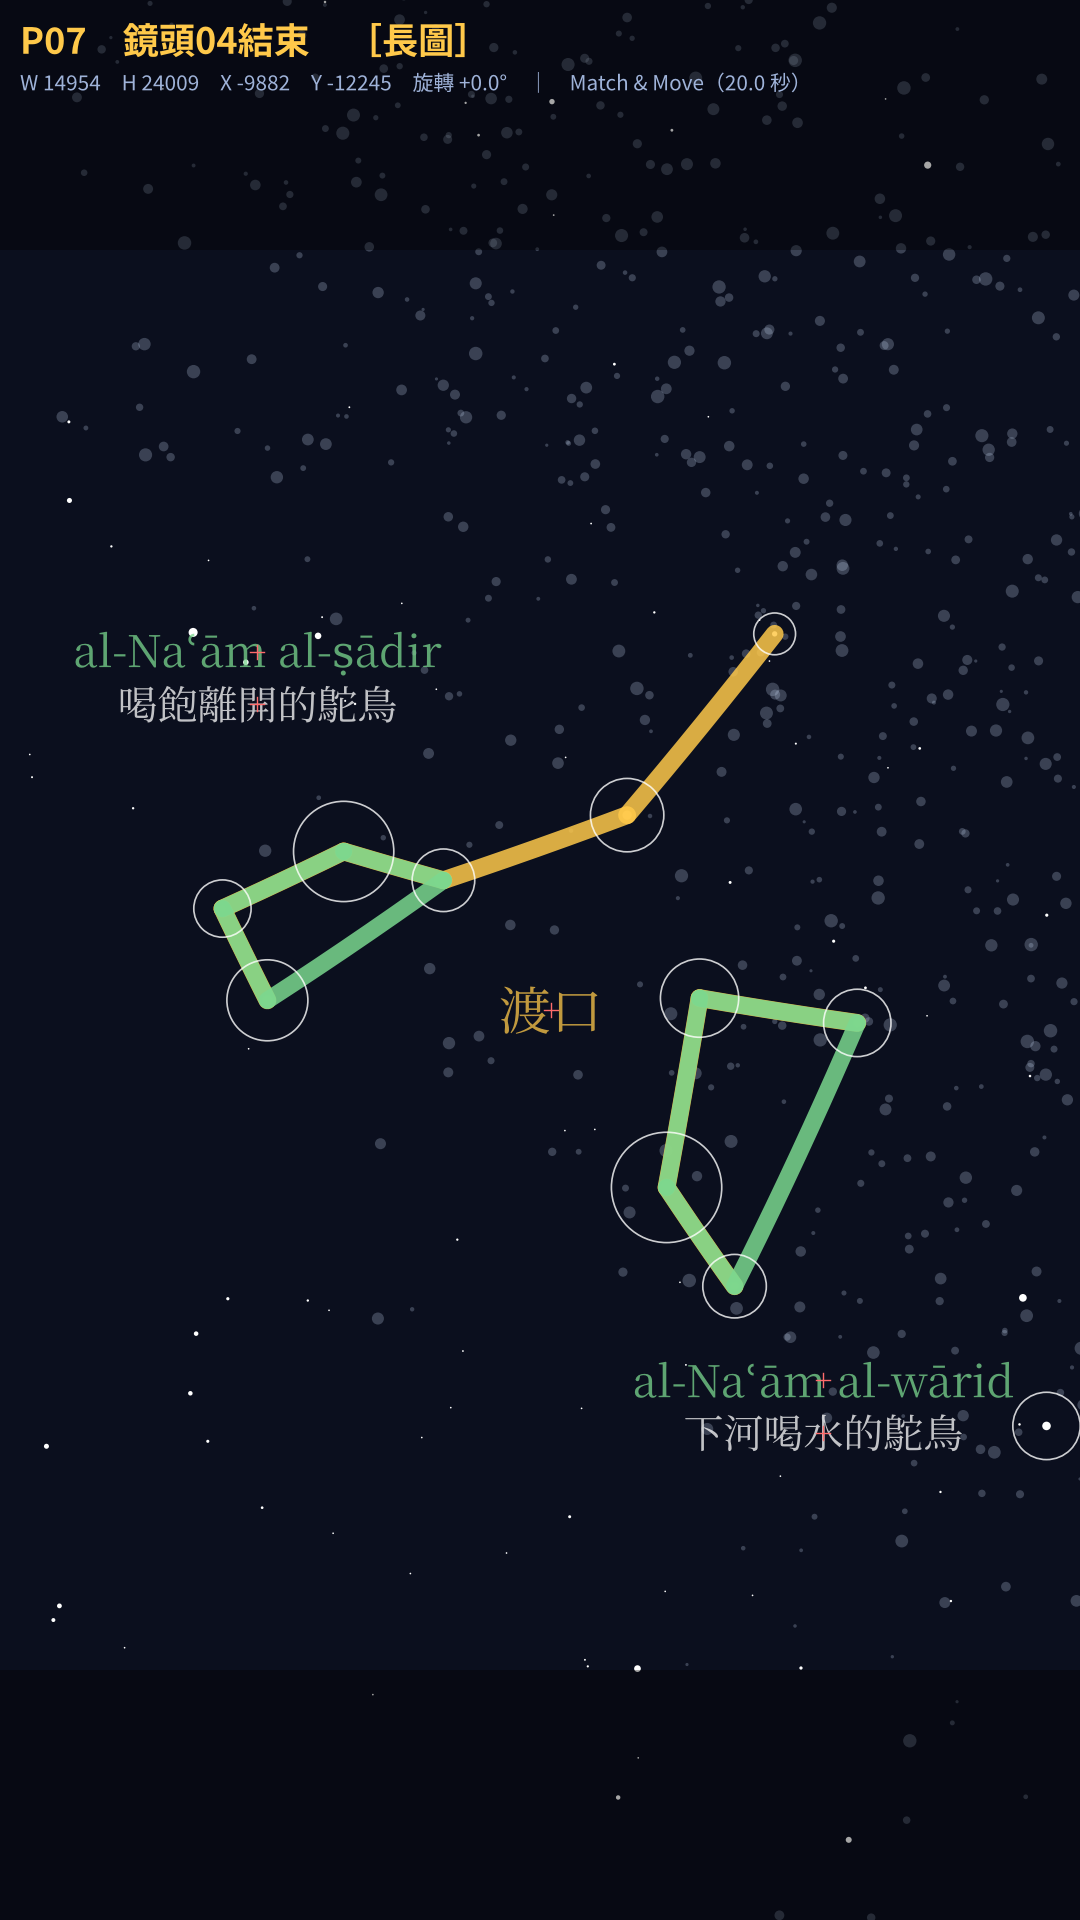 P07 鏡頭04結束 [長圖]
W 14954 H 24009 X -9882 Y -12245 旋轉 +0.0° | Match & Move（20.0 秒）
al-Naʿām al-ṣādir
喝飽離開的鴕鳥
渡口
al-Naʿām al-wārid
下河喝水的鴕鳥